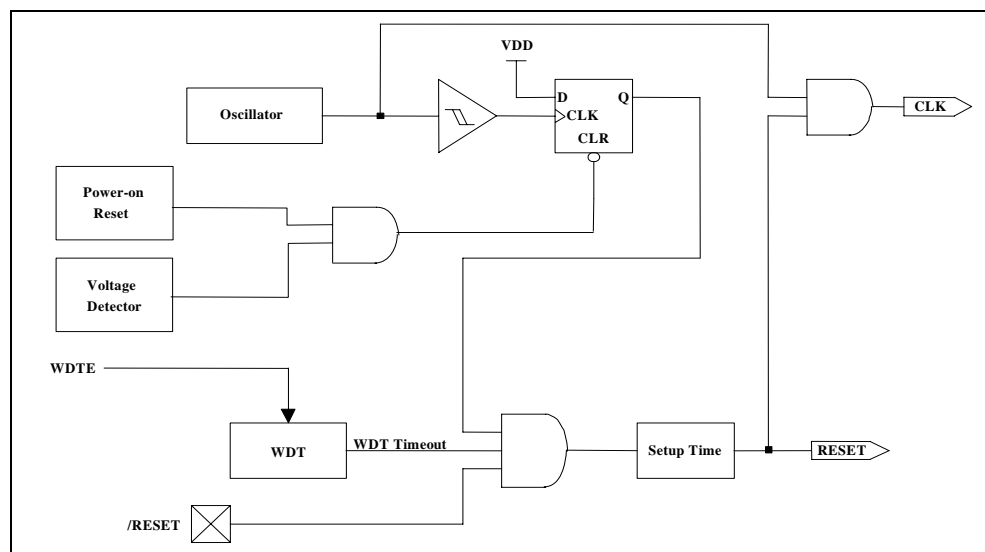 VDD
D
Q
CLK
CLR
Oscillator
CLK
Power-on
Reset
Voltage
Detector
WDTE
WDT
WDT Timeout
Setup Time
RESET
/RESET